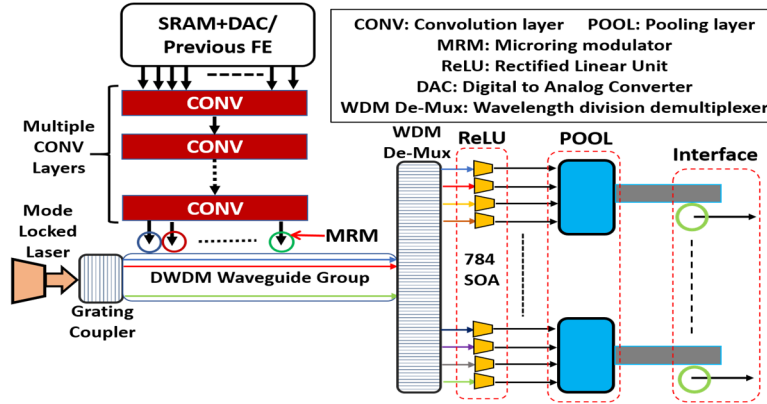 SRAM+DAC/
Previous FE
CONV: Convolution layer POOL: Pooling layer
MRM: Microring modulator
ReLU: Rectified Linear Unit
DAC: Digital to Analog Converter
WDM De-Mux: Wavelength division demultiplexer
CONV
CONV
CONV
Multiple
CONV
Layers
Mode
Locked
Laser
MRM
DWDM Waveguide Group
Grating
Coupler
WDM
De-Mux
ReLU
POOL
Interface
784
SOA